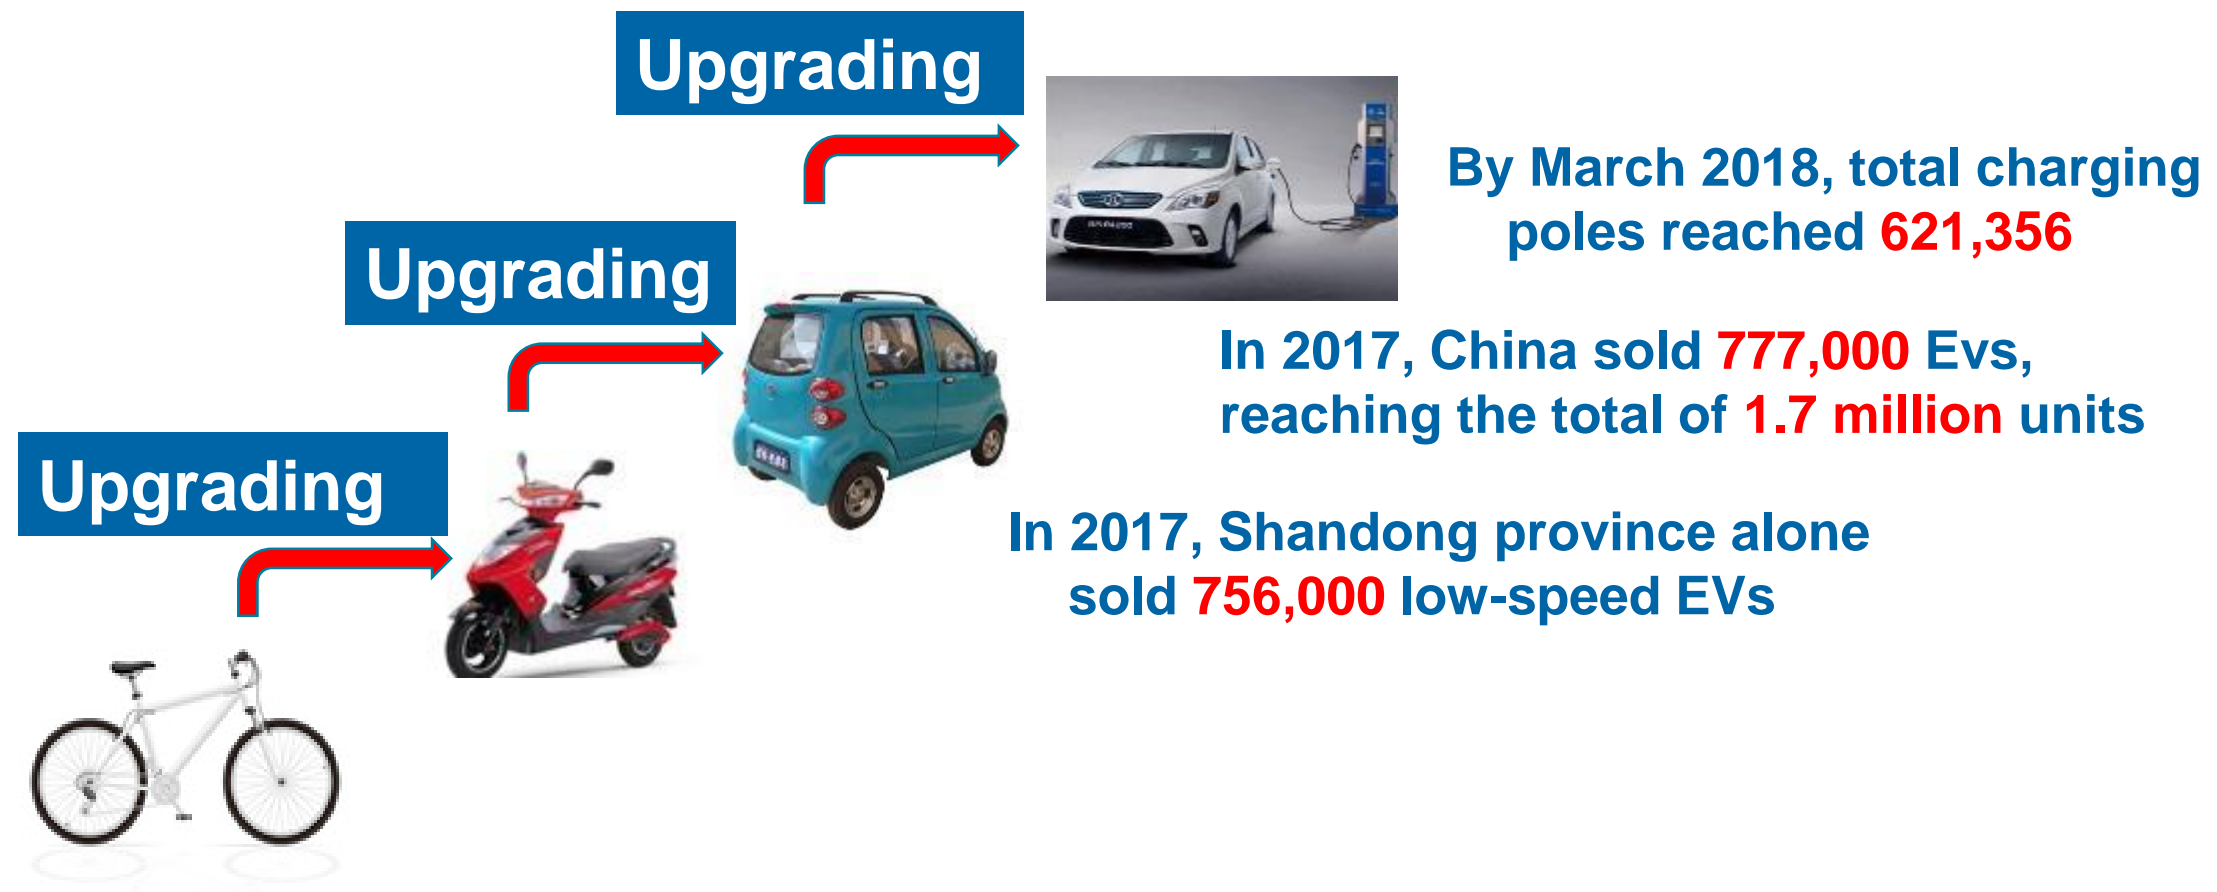 Upgrading
By March 2018, total charging
poles reached 621,356
Upgrading
In 2017, China sold 777,000 Evs,
reaching the total of 1.7 million units
Upgrading
In 2017, Shandong province alone
sold 756,000 low-speed EVs